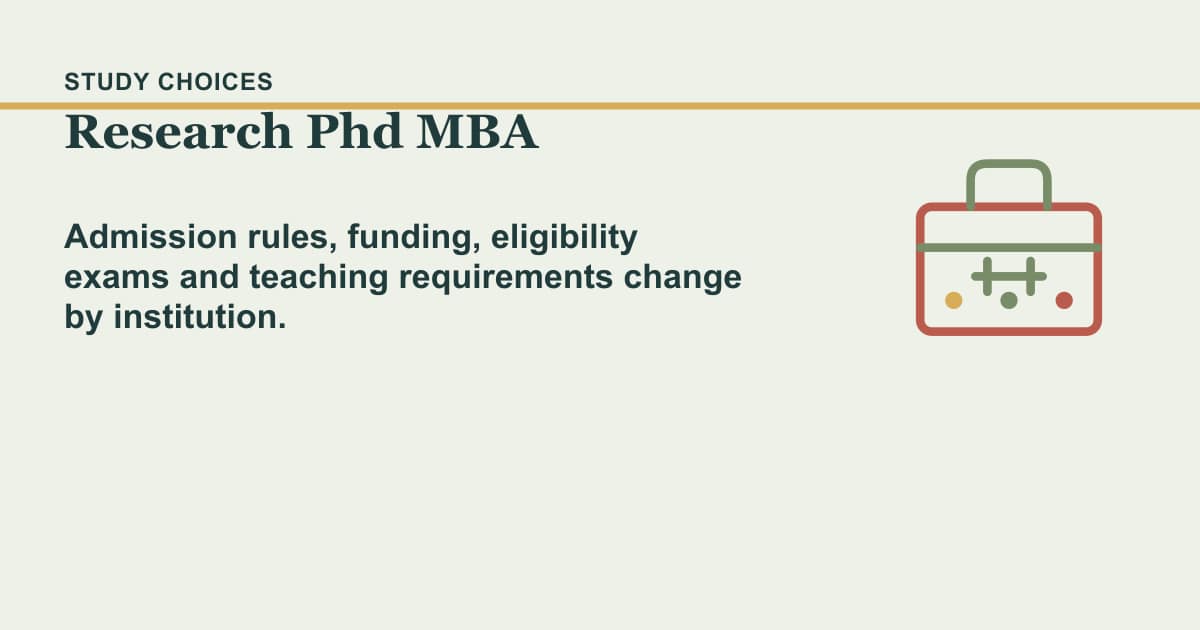 STUDY CHOICES
Research Phd MBA
Admission rules, funding, eligibility
exams and teaching requirements change
by institution.